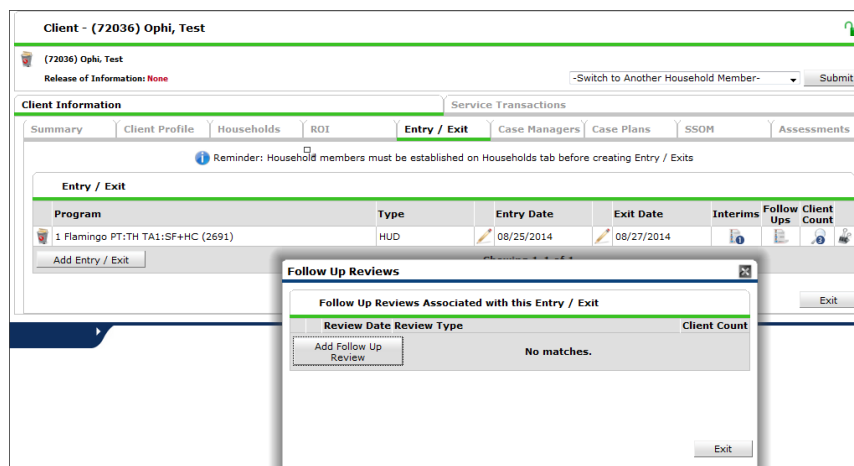 Client - (72036) Ophi, Test
(72036) Ophi, Test
Release of Information: None
-Switch to Another Household Member-
Submit
Client Information
Service Transactions
Summary
Client Profile
Households
ROI
Entry / Exit
Case Managers
Case Plans
SSOM
Assessments
Reminder: Household members must be established on Households tab before creating Entry / Exits
Entry / Exit
Program
Type
Entry Date
Exit Date
Interims
Follow Ups
Client Count
1 Flamingo PT:TH TA1:SF+HC (2691)
HUD
08/25/2014
08/27/2014
Add Entry / Exit
Showing 1-1 of 1
Exit
Follow Up Reviews
Follow Up Reviews Associated with this Entry / Exit
Review Date
Review Type
Client Count
Add Follow Up
Review
No matches.
Exit